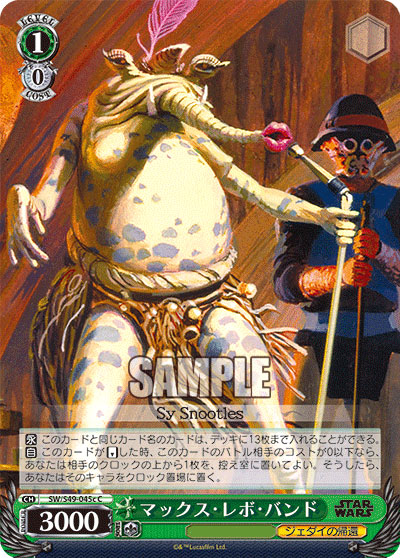 LEVEL
1
0
COST
SAMPLE
Sy Snootles
永 このカードと同じカード名のカードは、デッキに13枚まで入れることができる。
自 このカードが【↓】した時、このカードのバトル相手のコストが0以下なら、
あなたは相手のクロックの上から1枚を、控え室に置いてよい。そうしたら、
あなたはそのキャラをクロック置場に置く。
CH SW/S49-045c C
3000
マックス・レボ・バンド
STAR
WARS
ジェダイの帰還
©&™Lucasfilm Ltd.